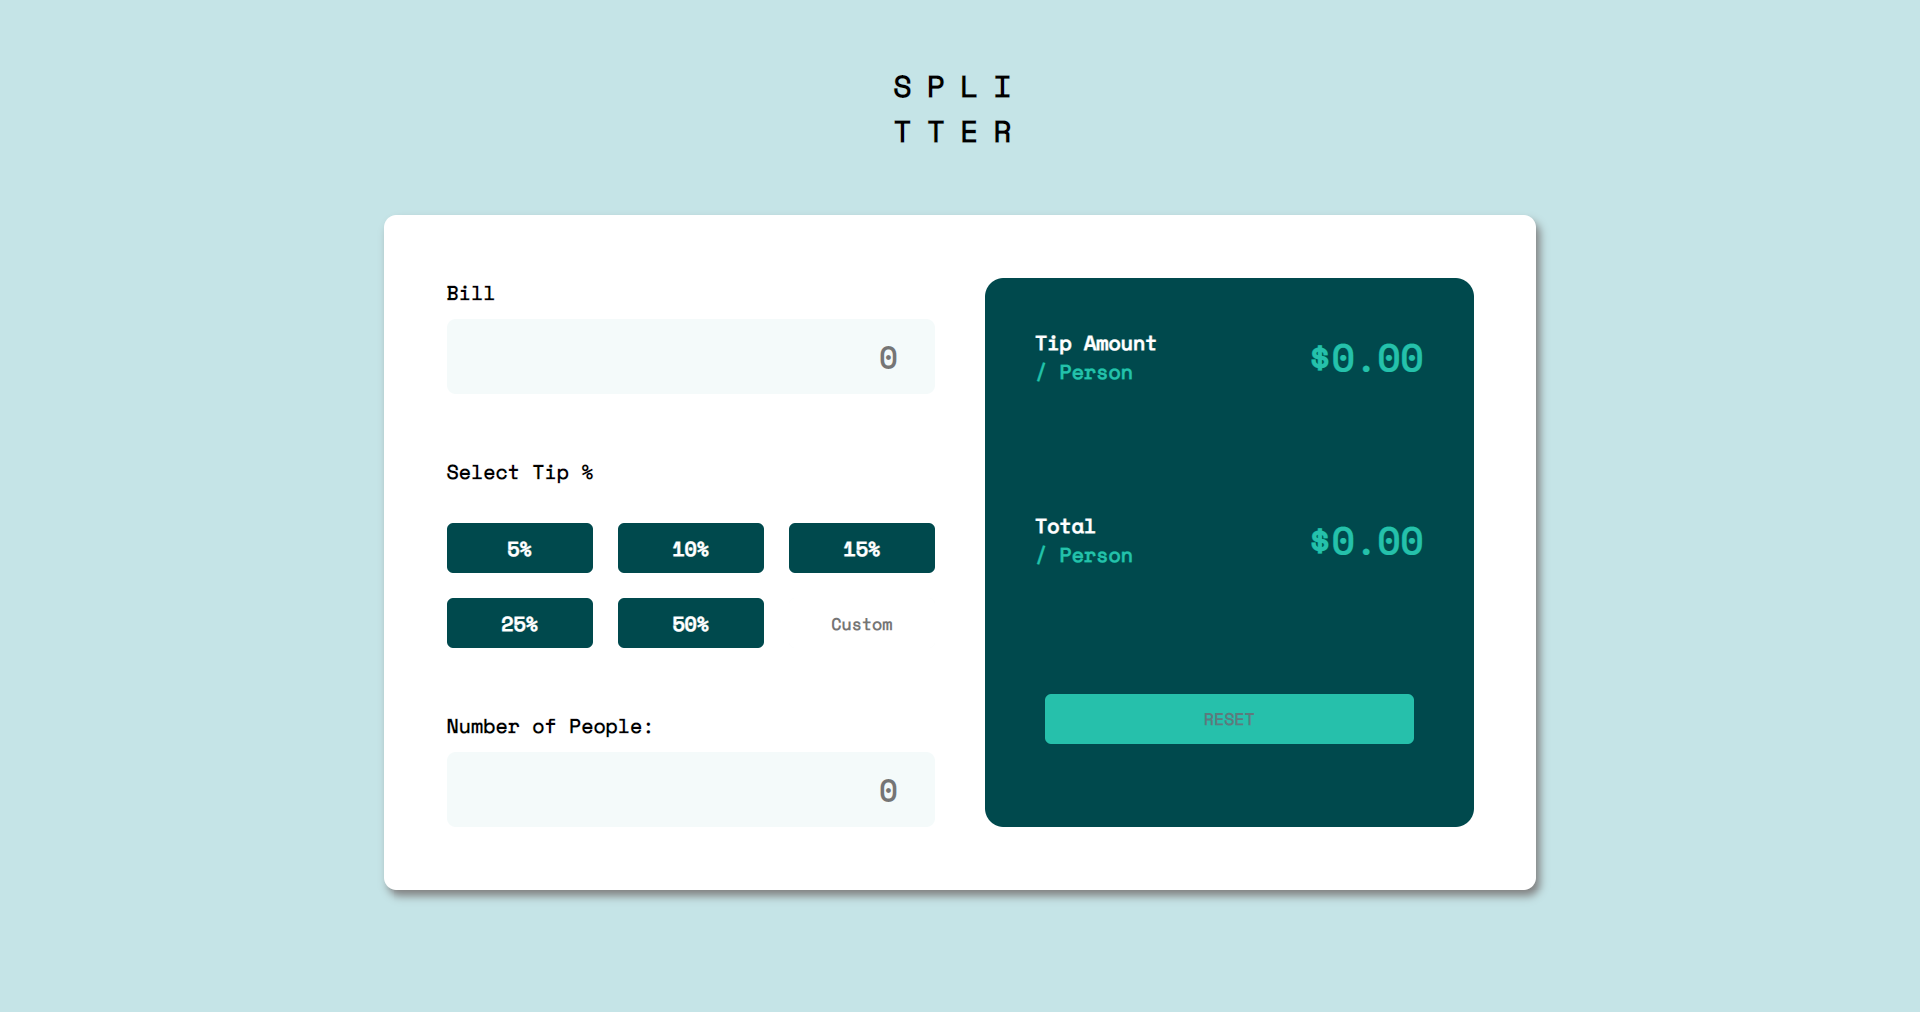 S P L I
T T E R
Bill
0
Select Tip %
5%
10%
15%
25%
50%
Custom
Number of People:
0
Tip Amount
/ Person
$0.00
Total
/ Person
$0.00
RESET